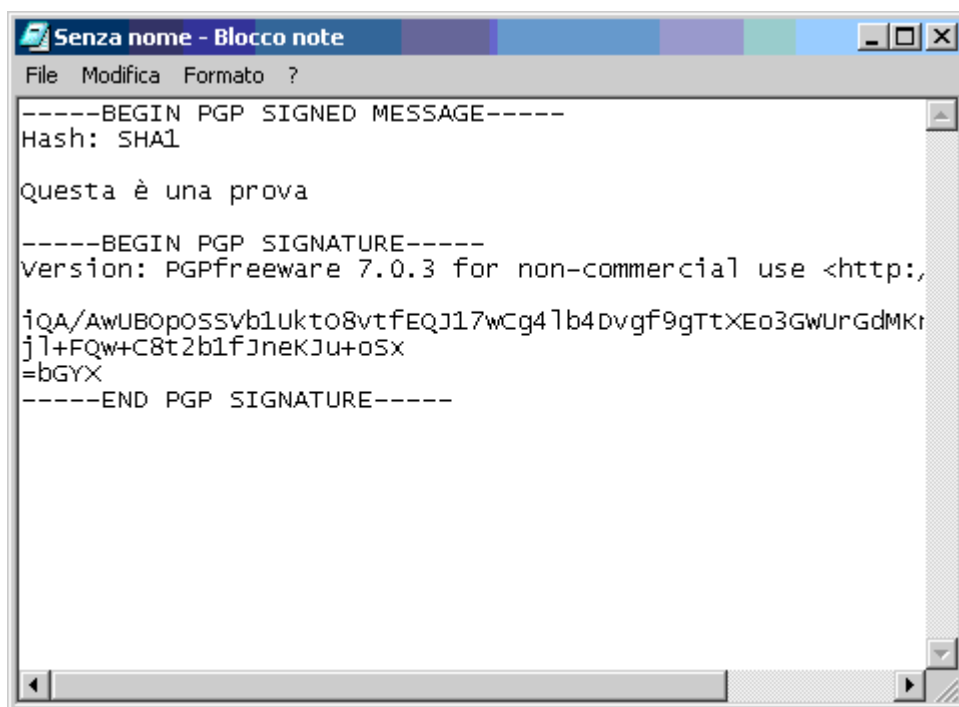 Senza nome - Blocco note
File Modifica Formato ?
-----BEGIN PGP SIGNED MESSAGE-----
Hash: SHA1
Questa è una prova
-----BEGIN PGP SIGNATURE-----
Version: PGPfreeware 7.0.3 for non-commercial use <http:/
iQA/AwUBOpOSSVb1UktO8vtfEQJ17wCg4lb4Dvgf9gTtXEo3GWUrGdMK
jl+FQw+C8t2b1fJneKJu+oSx
=bGYX
-----END PGP SIGNATURE-----